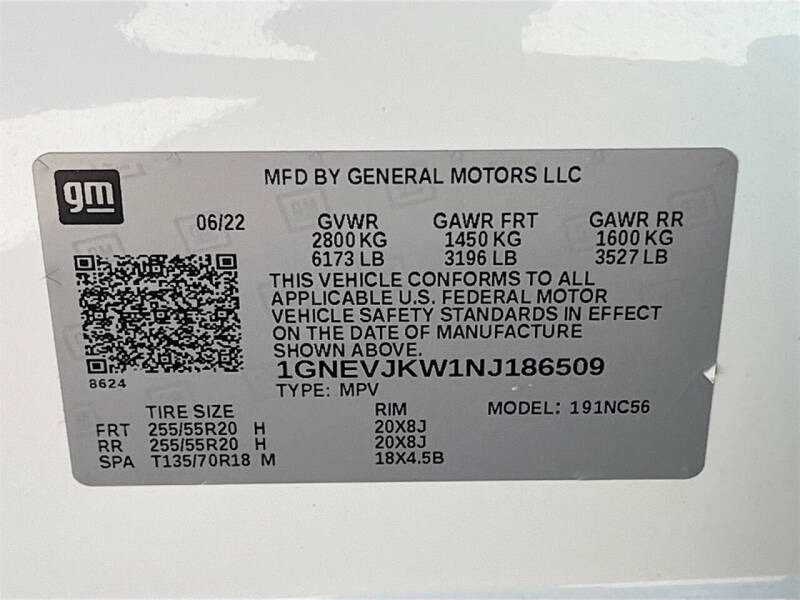 gm
MFD BY GENERAL MOTORS LLC
06/22 GVWR GAWR FRT GAWR RR
2800 KG 1450 KG 1600 KG
6173 LB 3196 LB 3527 LB
THIS VEHICLE CONFORMS TO ALL
APPLICABLE U.S. FEDERAL MOTOR
VEHICLE SAFETY STANDARDS IN EFFECT
ON THE DATE OF MANUFACTURE
SHOWN ABOVE.
8624
1GNEVJKW1NJ186509
TYPE: MPV
TIRE SIZE RIM MODEL: 191NC56
FRT 255/55R20 H 20X8J
RR 255/55R20 H 20X8J
SPA T135/70R18 M 18X4.5B